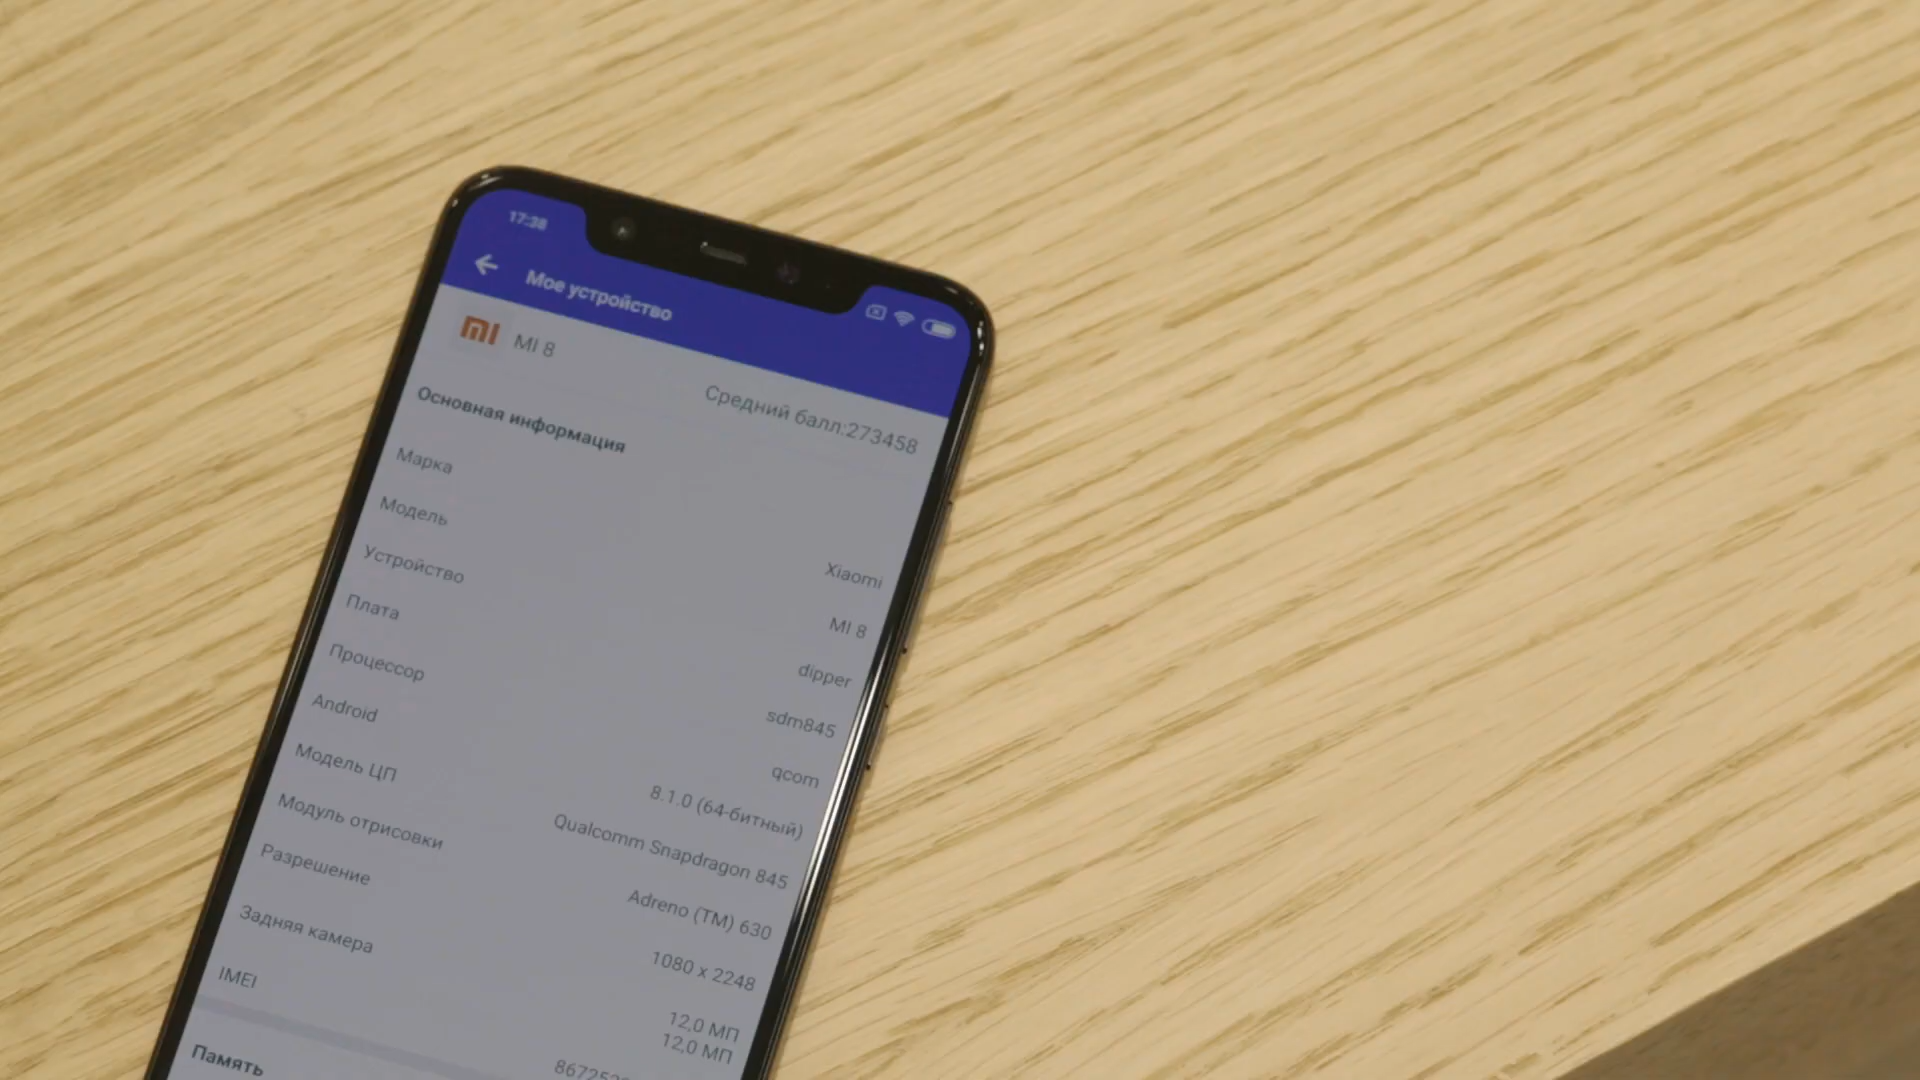 17:38
Мое устройство
MI 8
Средний балл:273458
Основная информация
Марка Xiaomi
Модель MI 8
Устройство dipper
Плата sdm845
Процессор qcom
Android 8.1.0 (64-битный)
Модель ЦП Qualcomm Snapdragon 845
Модуль отрисовки Adreno (TM) 630
Разрешение 1080 x 2248
Задняя камера 12,0 МП
12,0 МП
IMEI
Память